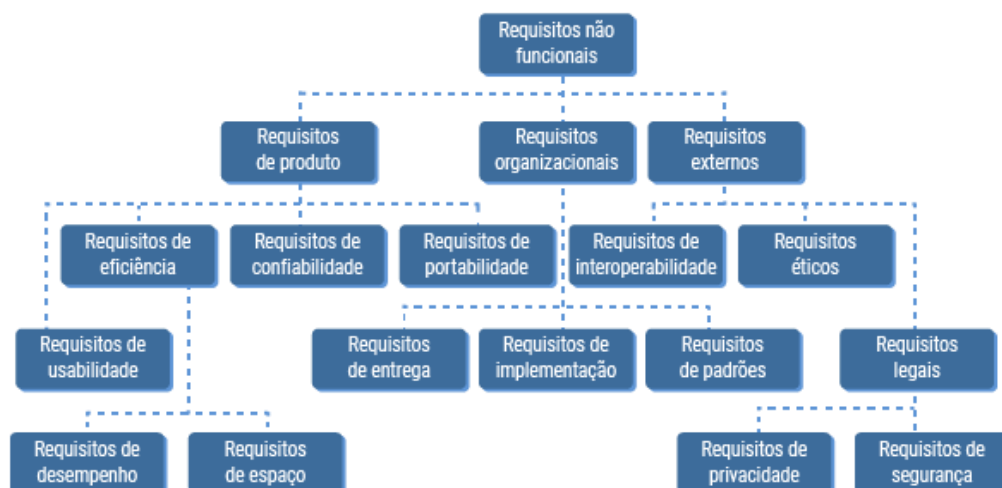 Requisitos não
funcionais
Requisitos
de produto
Requisitos
organizacionais
Requisitos
externos
Requisitos de
eficiência
Requisitos de
confiabilidade
Requisitos de
portabilidade
Requisitos de
interoperabilidade
Requisitos
éticos
Requisitos de
usabilidade
Requisitos
de entrega
Requisitos de
implementação
Requisitos
de padrões
Requisitos
legais
Requisitos de
desempenho
Requisitos
de espaço
Requisitos de
privacidade
Requisitos de
segurança